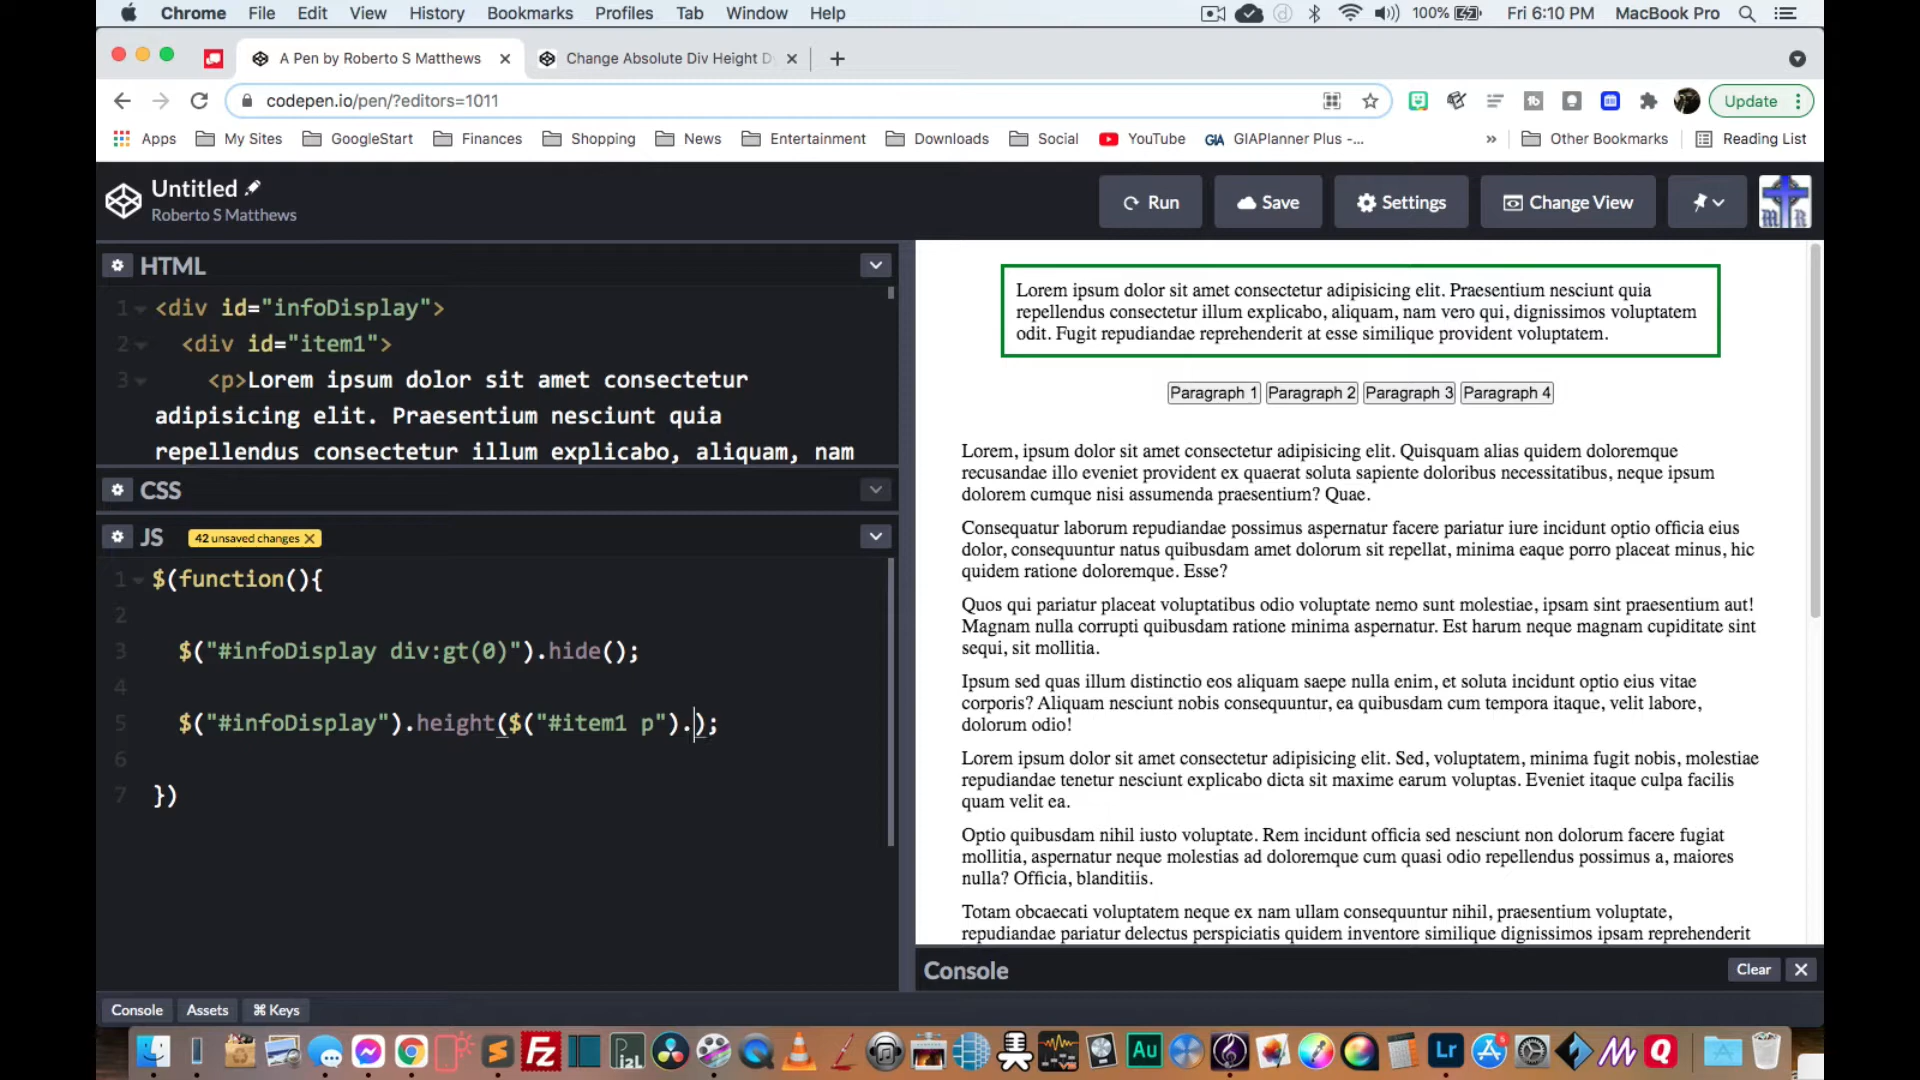 Chrome File Edit View History Bookmarks Profiles Tab Window Help 100% Fri 6:10 PM MacBook Pro
A Pen by Roberto S Matthews Change Absolute Div Height D
codepen.io/pen/?editors=1011 Update
Apps My Sites GoogleStart Finances Shopping News Entertainment Downloads Social YouTube GIA GIAPlanner Plus -... » Other Bookmarks Reading List
Untitled
Roberto S Matthews
Run Save Settings Change View
HTML
1 <div id="infoDisplay">
2 <div id="item1">
3 <p>Lorem ipsum dolor sit amet consectetur
adipisicing elit. Praesentium nesciunt quia
repellendus consectetur illum explicabo, aliquam, nam
CSS
JS 42 unsaved changes X
1 $(function(){
2
3 $("#infoDisplay div:gt(0)").hide();
4
5 $("#infoDisplay").height($("#item1 p").);
6
7 })
Lorem ipsum dolor sit amet consectetur adipisicing elit. Praesentium nesciunt quia
repellendus consectetur illum explicabo, aliquam, nam vero qui, dignissimos voluptatem
odit. Fugit repudiandae reprehenderit at esse similique provident voluptatem.
Paragraph 1 Paragraph 2 Paragraph 3 Paragraph 4
Lorem, ipsum dolor sit amet consectetur adipisicing elit. Quisquam alias quidem doloremque
recusandae illo eveniet provident ex quaerat soluta sapiente doloribus necessitatibus, neque ipsum
dolorem cumque nisi assumenda praesentium? Quae.
Consequatur laborum repudiandae possimus aspernatur facere pariatur iure incidunt optio officia eius
dolor, consequuntur natus quibusdam amet dolorum sit repellat, minima eaque porro placeat minus, hic
quidem ratione doloremque. Esse?
Quos qui pariatur placeat voluptatibus odio voluptate nemo sunt molestiae, ipsam sint praesentium aut!
Magnam nulla corrupti quibusdam ratione minima aspernatur. Est harum neque magnam cupiditate sint
sequi, sit mollitia.
Ipsum sed quas illum distinctio eos aliquam saepe nulla enim, et soluta incidunt optio eius vitae
corporis? Aliquam nesciunt nobis consequuntur, ea quibusdam cum tempora itaque, velit labore,
dolorum odio!
Lorem ipsum dolor sit amet consectetur adipisicing elit. Sed, voluptatem, minima fugit nobis, molestiae
repudiandae tenetur nesciunt explicabo dicta sit maxime earum voluptas. Eveniet itaque culpa facilis
quam velit ea.
Optio quibusdam nihil iusto voluptate. Rem incidunt officia sed nesciunt non dolorum facere fugiat
mollitia, aspernatur neque molestias ad doloremque cum quasi odio repellendus possimus a, maiores
nulla? Officia, blanditiis.
Totam obcaecati voluptatem neque ex nam ullam consequuntur nihil, praesentium voluptate,
repudiandae pariatur delectus perspiciatis quidem inventore similique dignissimos ipsam reprehenderit
Console Clear
Console Assets ⌘ Keys
Fz Au Lr